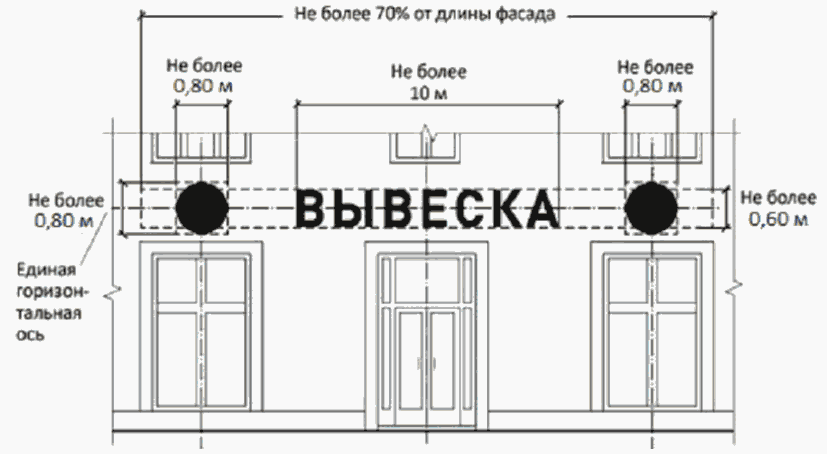 Не более 70% от длины фасада
Не более
0,80 м
Не более
10 м
Не более
0,80 м
Не более
0,80 м
ВЫВЕСКА
Не более
0,60 м
Единая
горизон-
тальная
ось